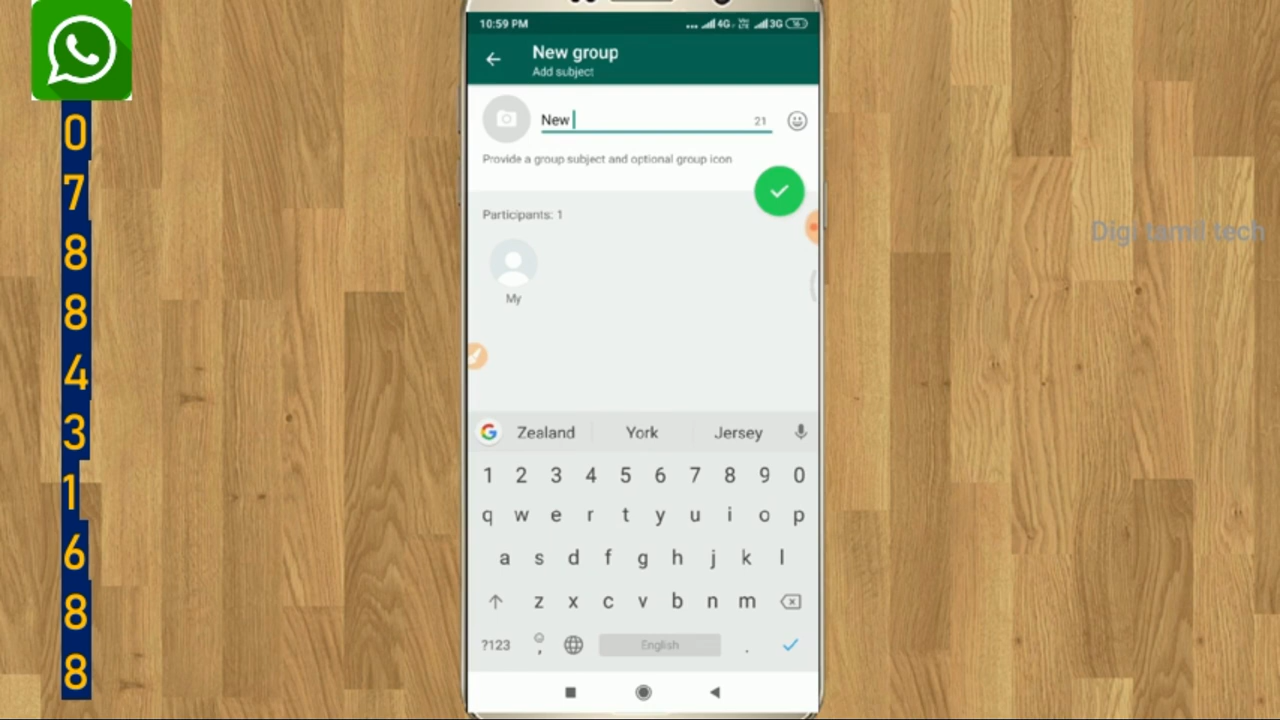 0
7
8
8
4
3
1
6
8
8
10:59 PM
4G
3G
New group
Add subject
New
21
Provide a group subject and optional group icon
Participants: 1
My
Digi tamil tech
Zealand York Jersey
1 2 3 4 5 6 7 8 9 0
q w e r t y u i o p
a s d f g h j k l
z x c v b n m
?123 , English .